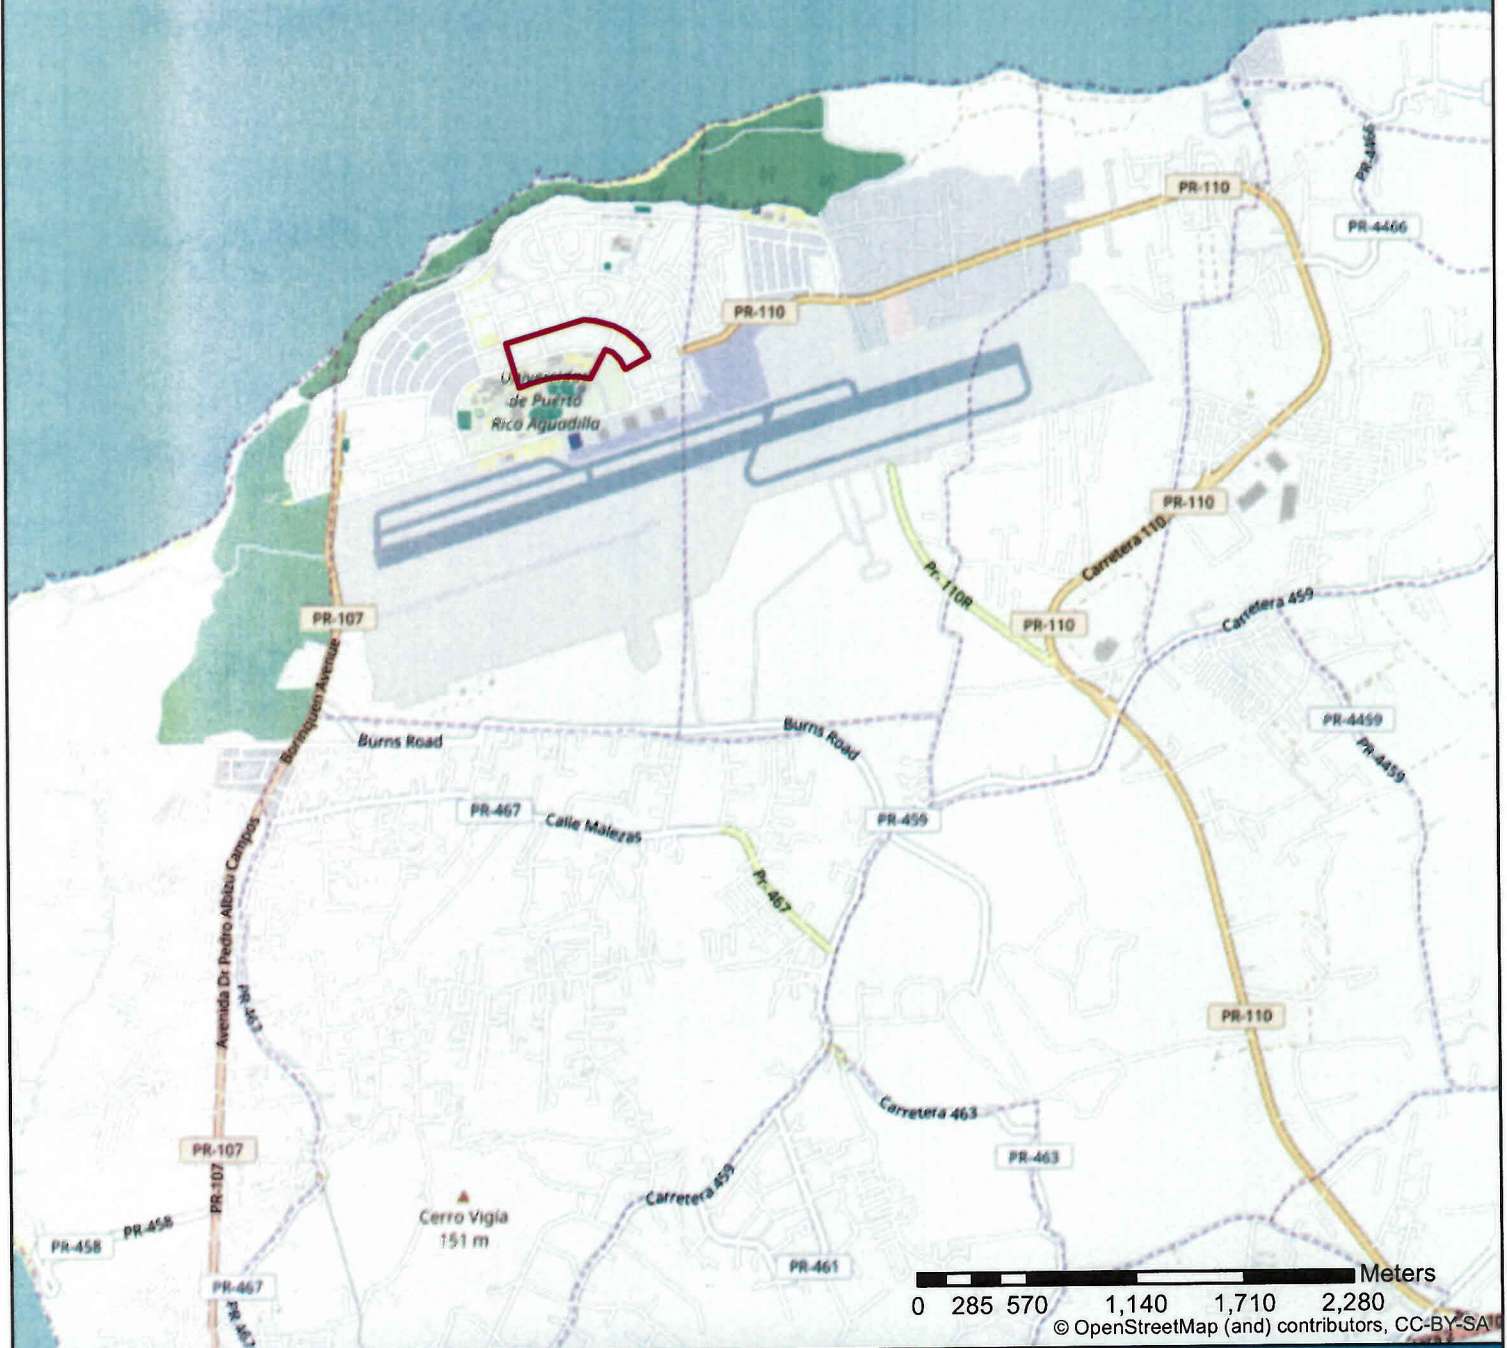 PR-4466
PR-110
PR-4466
PR-110
Universidad
de Puerto
Rico Aguadilla
PR-110
Carretera 110
Pr- 110R
Carretera 459
PR-107
PR-110
Borinquen Avenue
PR-4459
Burns Road
Burns Road
PR-4459
PR-467
Calle Malezas
PR-459
Avenida Dr Pedro Albizu Campos
Pr- 467
PR-463
PR-110
Carretera 463
PR-107
PR-463
PR-107
Carretera 459
Cerro Vigía
151 m
PR-458
PR-458
PR-461
PR-467
PR 467
Meters
0 285 570 1,140 1,710 2,280
© OpenStreetMap (and) contributors, CC-BY-SA